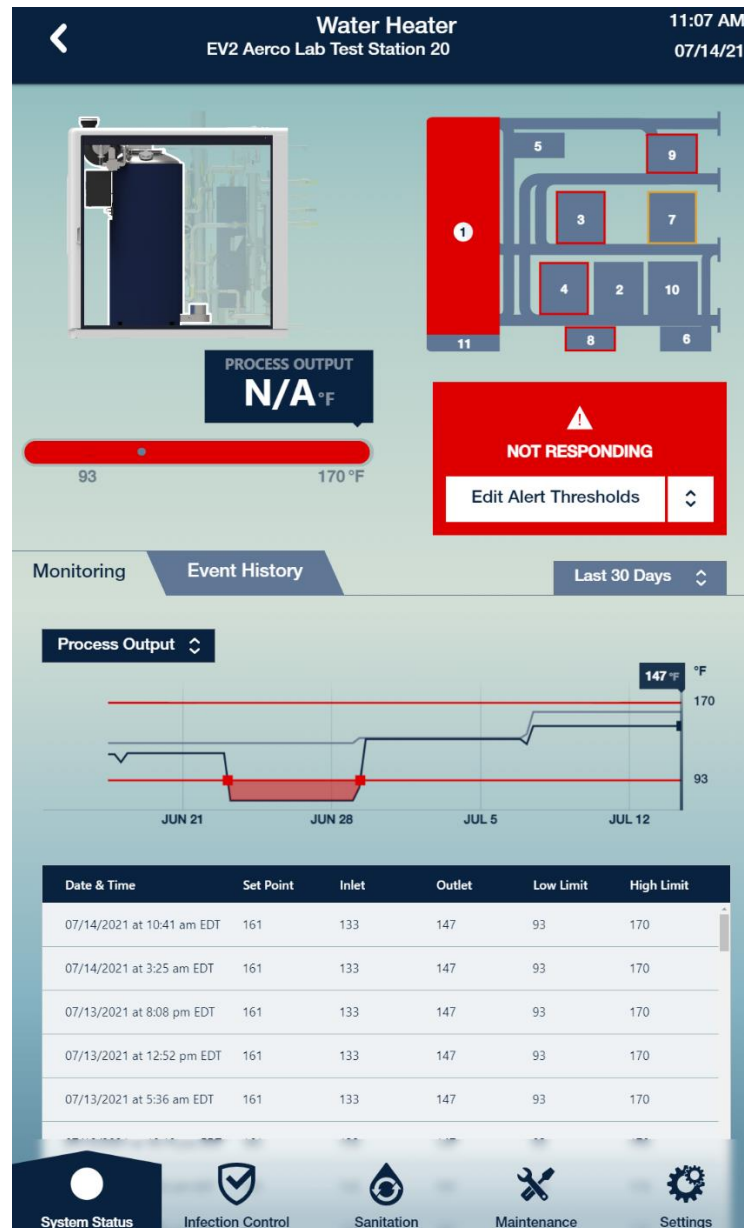 Water Heater
EV2 Aerco Lab Test Station 20
11:07 AM
07/14/21
1
2
3
4
5
6
7
8
9
10
11
PROCESS OUTPUT
N/A °F
93
170 °F
NOT RESPONDING
Edit Alert Thresholds
Monitoring
Event History
Last 30 Days
Process Output
147 °F
°F
170
93
JUN 21
JUN 28
JUL 5
JUL 12
Date & Time Set Point Inlet Outlet Low Limit High Limit
07/14/2021 at 10:41 am EDT 161 133 147 93 170
07/14/2021 at 3:25 am EDT 161 133 147 93 170
07/13/2021 at 8:08 pm EDT 161 133 147 93 170
07/13/2021 at 12:52 pm EDT 161 133 147 93 170
07/13/2021 at 5:36 am EDT 161 133 147 93 170
System Status
Infection Control
Sanitation
Maintenance
Settings